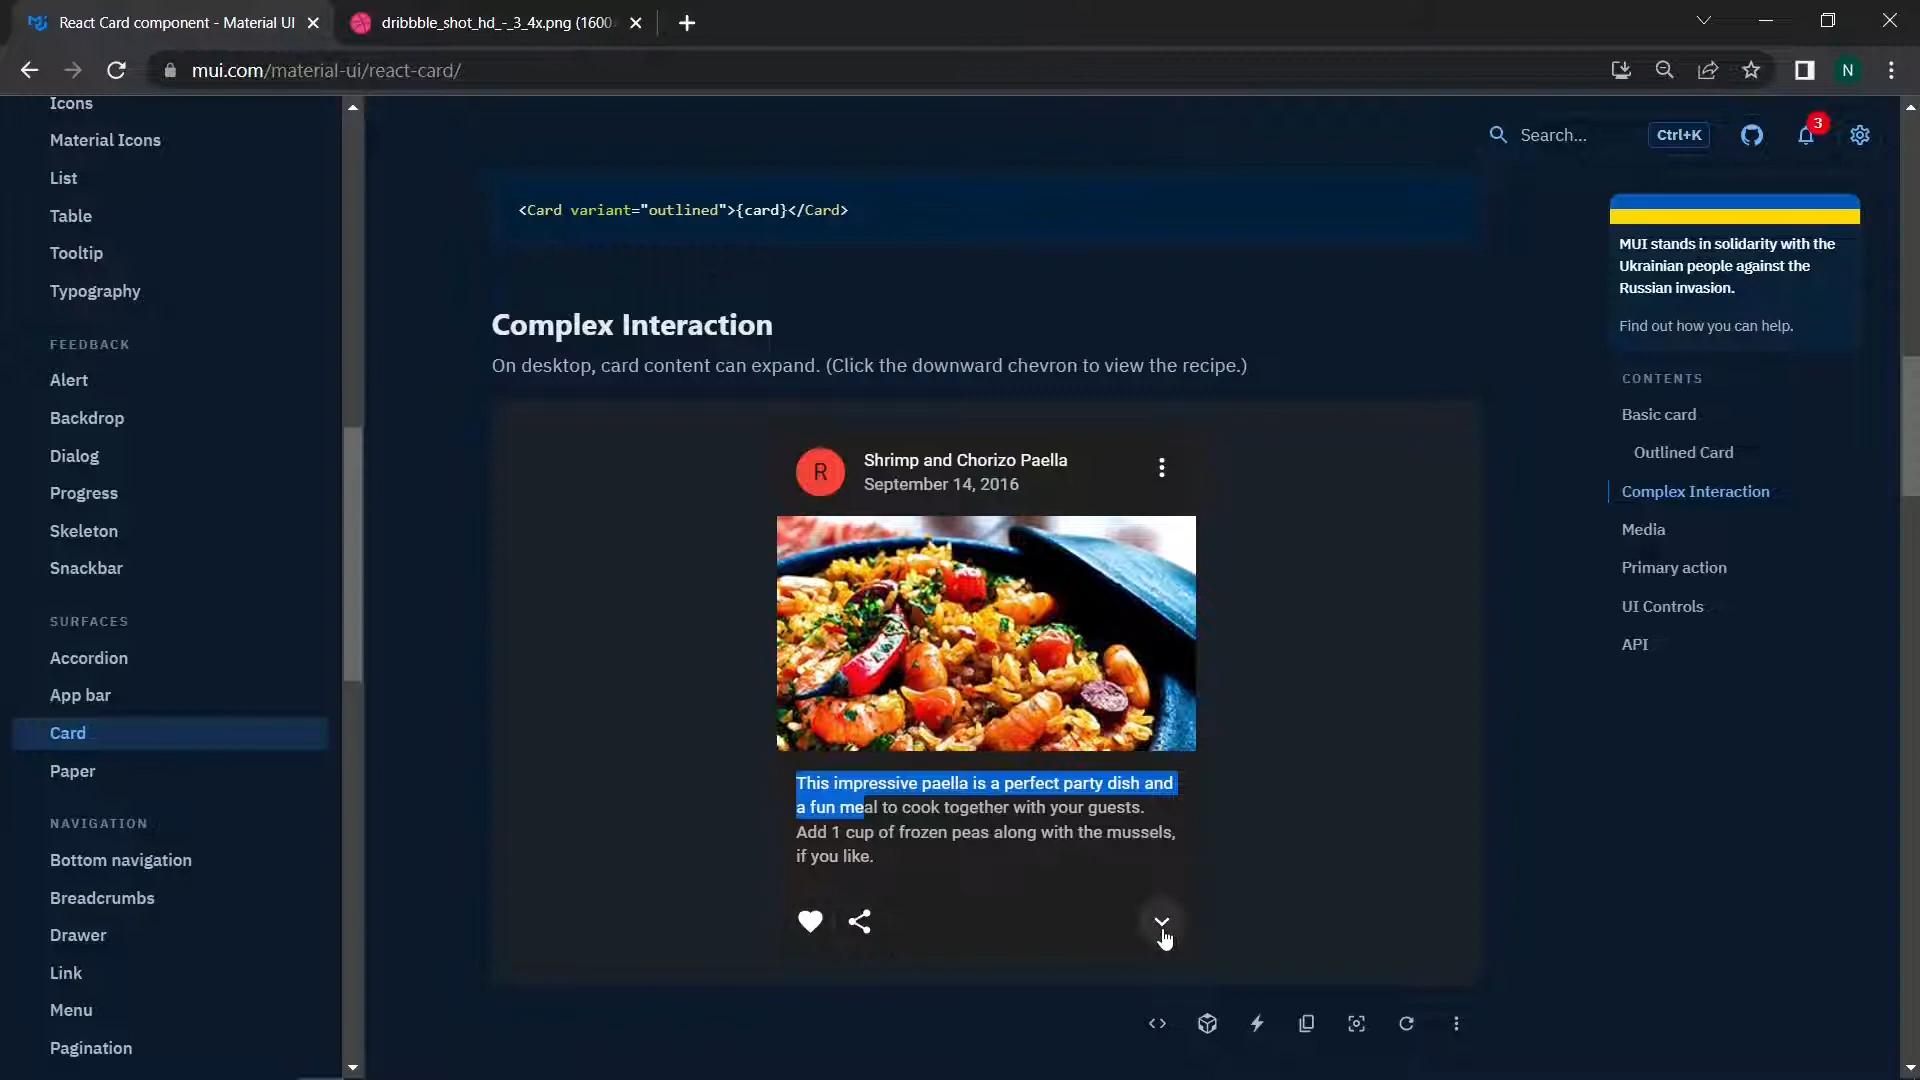 React Card component - Material UI
dribbble_shot_hd_-_3_4x.png (1600
mui.com/material-ui/react-card/
N
Icons
Material Icons
List
Table
Tooltip
Typography
FEEDBACK
Alert
Backdrop
Dialog
Progress
Skeleton
Snackbar
SURFACES
Accordion
App bar
Card
Paper
NAVIGATION
Bottom navigation
Breadcrumbs
Drawer
Link
Menu
Pagination
Search...
Ctrl+K
3
<Card variant="outlined">{card}</Card>
Complex Interaction
On desktop, card content can expand. (Click the downward chevron to view the recipe.)
R
Shrimp and Chorizo Paella
September 14, 2016
This impressive paella is a perfect party dish and
a fun meal to cook together with your guests.
Add 1 cup of frozen peas along with the mussels,
if you like.
MUI stands in solidarity with the
Ukrainian people against the
Russian invasion.
Find out how you can help.
CONTENTS
Basic card
Outlined Card
Complex Interaction
Media
Primary action
UI Controls
API